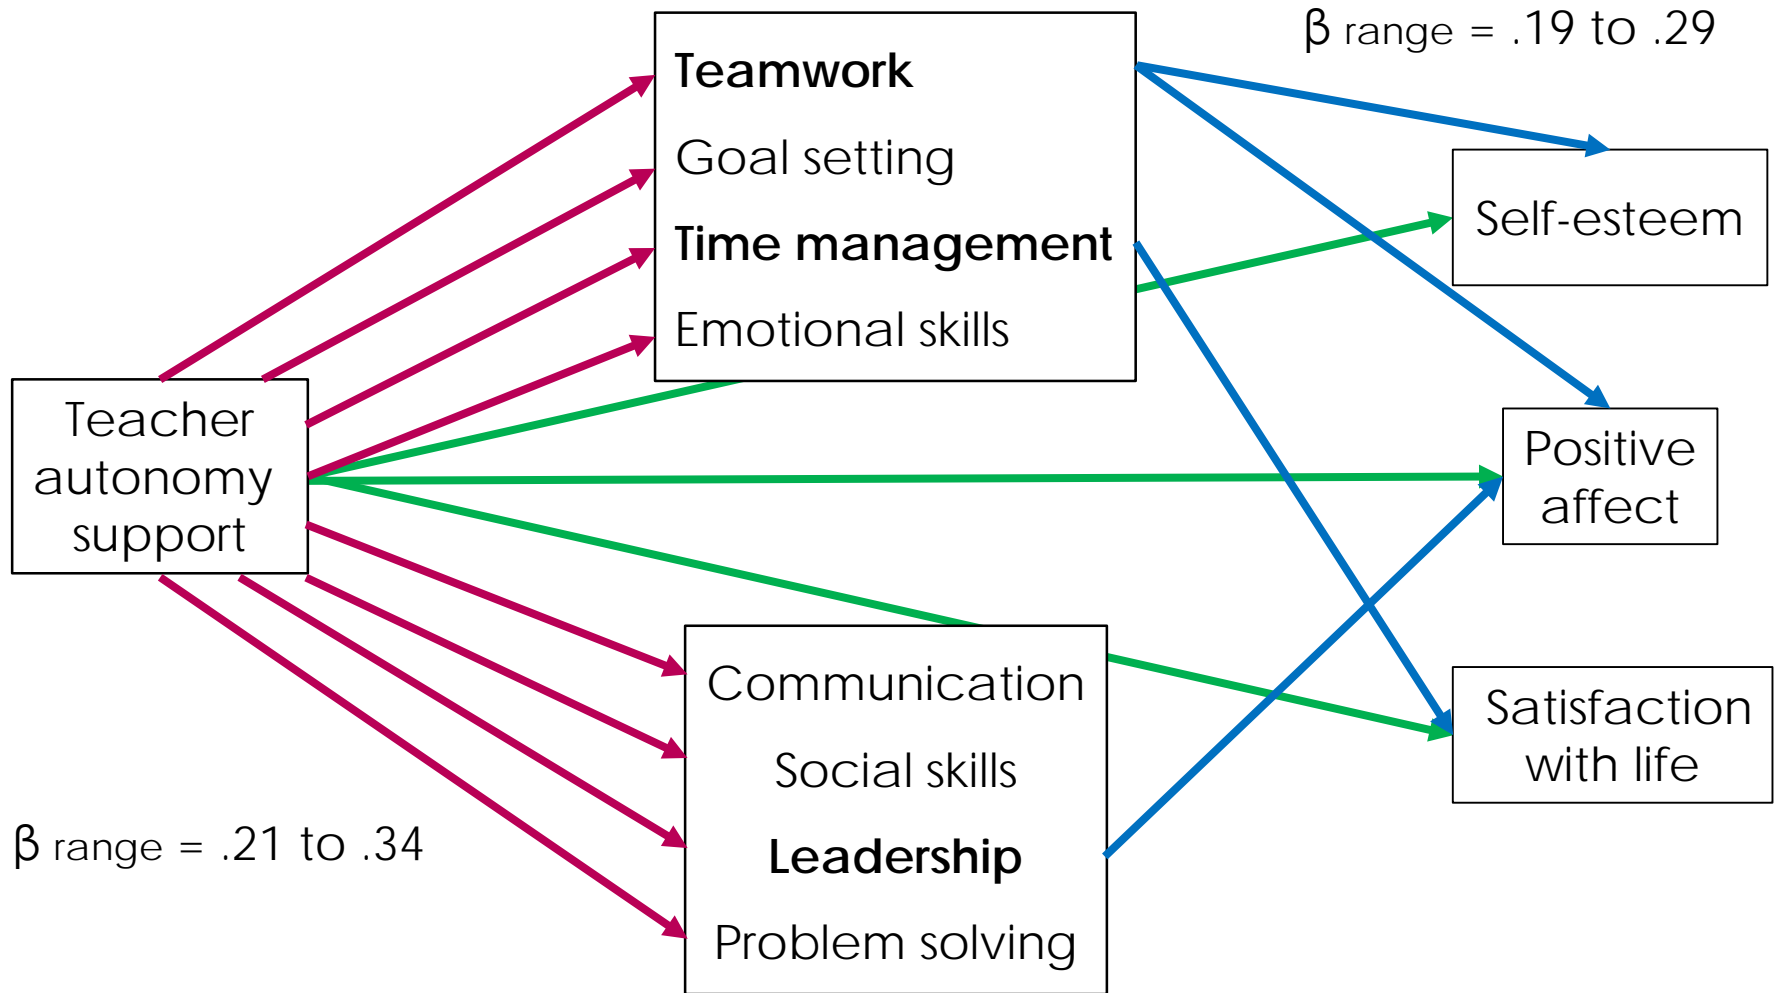 β range = .19 to .29
Teamwork
Goal setting
Time management
Emotional skills
Self-esteem
Teacher
autonomy
support
Positive
affect
Communication
Social skills
Leadership
Problem solving
Satisfaction
with life
β range = .21 to .34